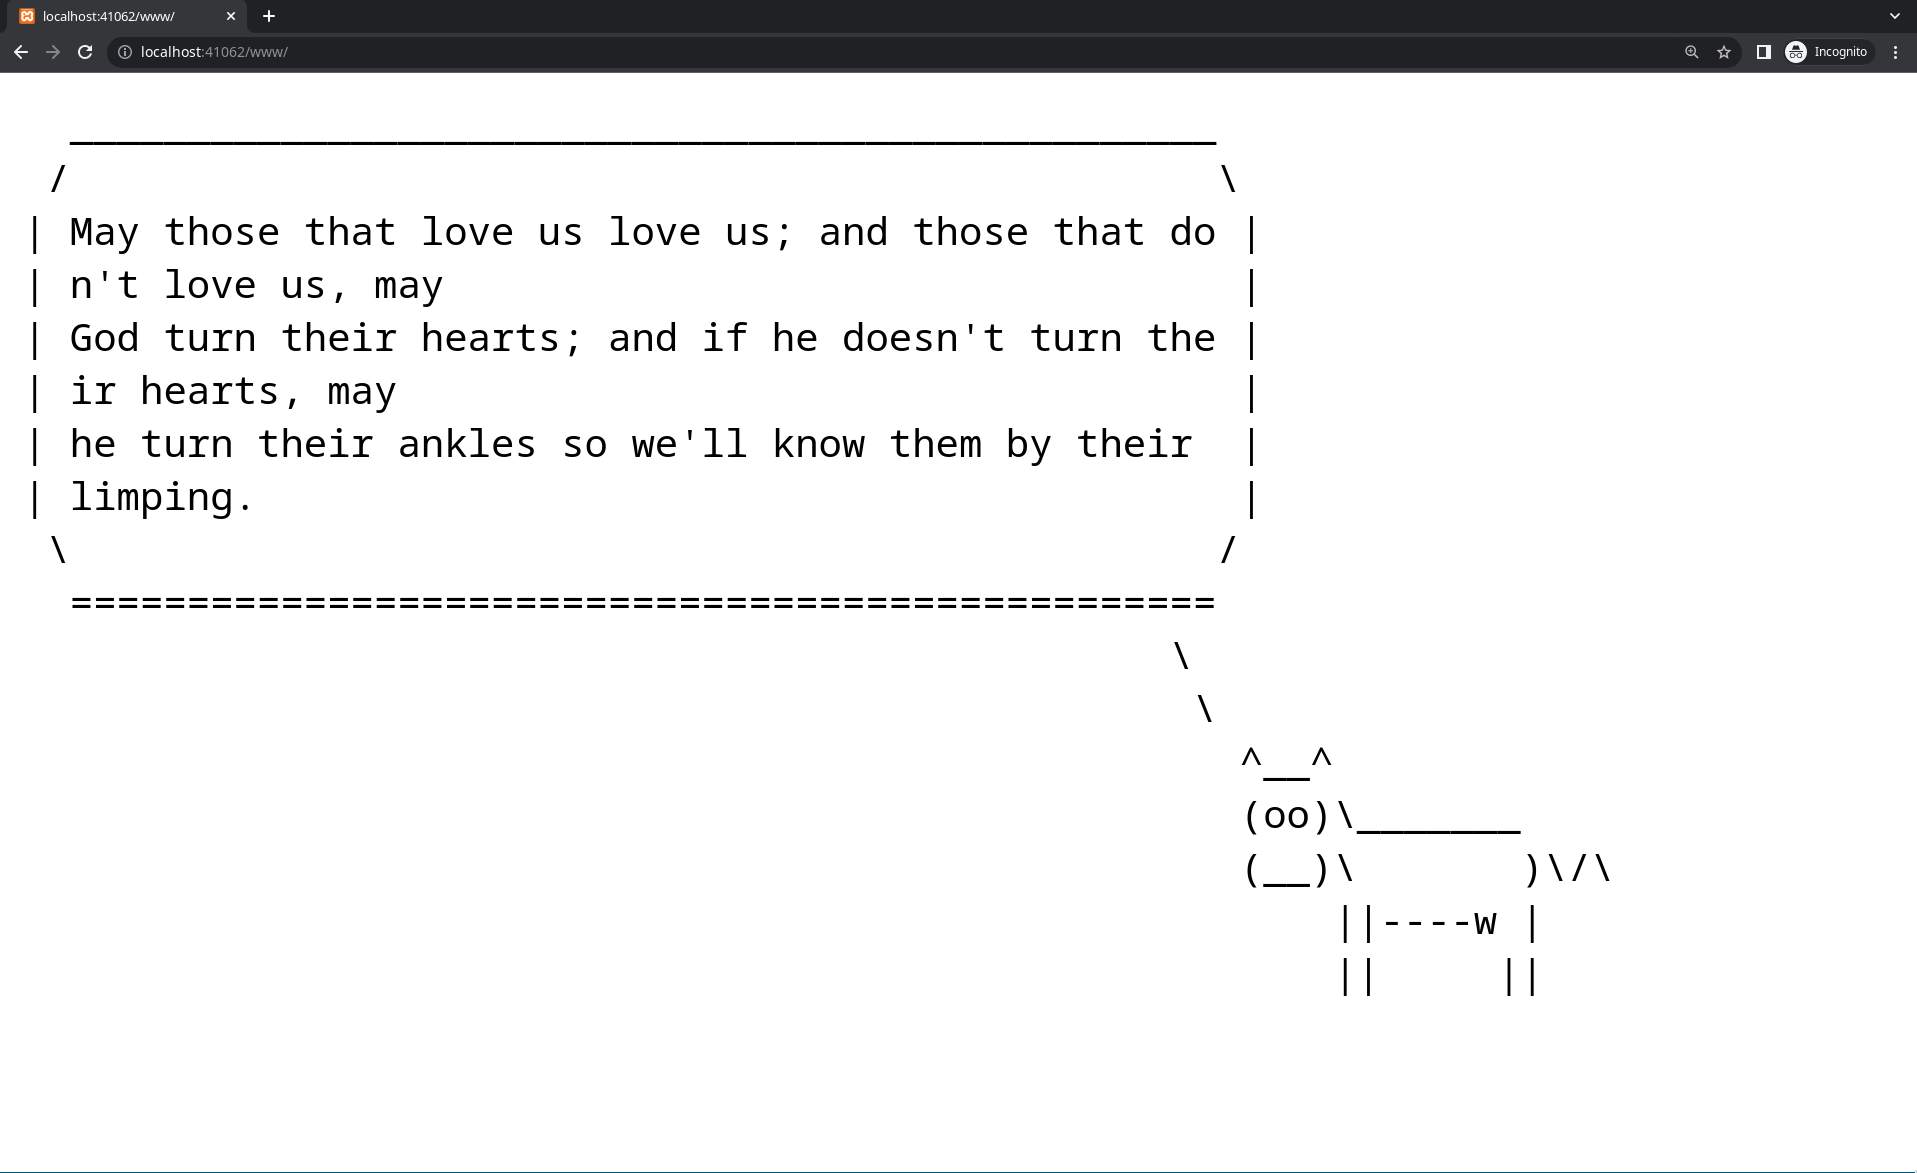 localhost:41062/www/
localhost:41062/www/
Incognito
 _________________________________________________
/                                                 \
| May those that love us love us; and those that do |
| n't love us, may                                  |
| God turn their hearts; and if he doesn't turn the |
| ir hearts, may                                    |
| he turn their ankles so we'll know them by their  |
| limping.                                          |
 \                                                 /
  =================================================
                                                 \
                                                  \
                                                    ^__^
                                                    (oo)\_______
                                                    (__)\       )\/\
                                                        ||----w |
                                                        ||     ||